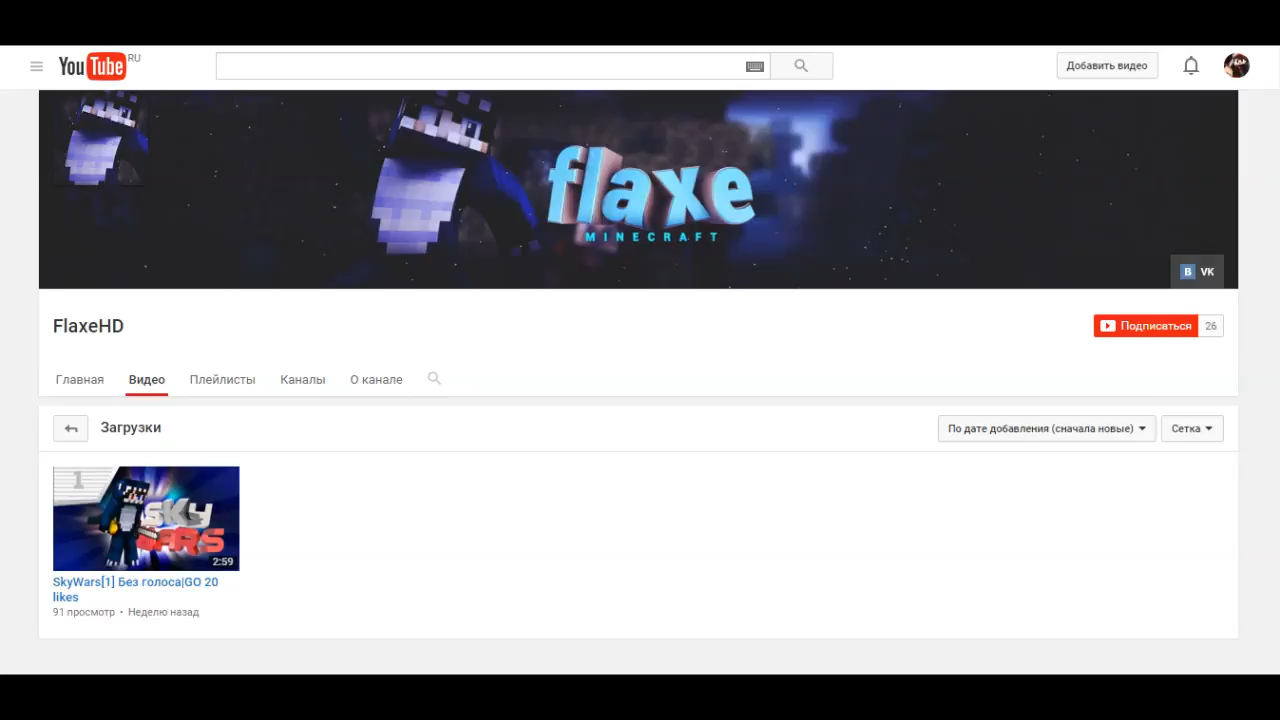 YouTube RU
Добавить видео
flaxe
MINECRAFT
B VK
FlaxeHD
Подписаться 26
Главная Видео Плейлисты Каналы О канале
Загрузки
По дате добавления (сначала новые) Сетка
1
SKY
WARS
2:59
SkyWars[1] Без голоса|GO 20
likes
91 просмотр • Неделю назад